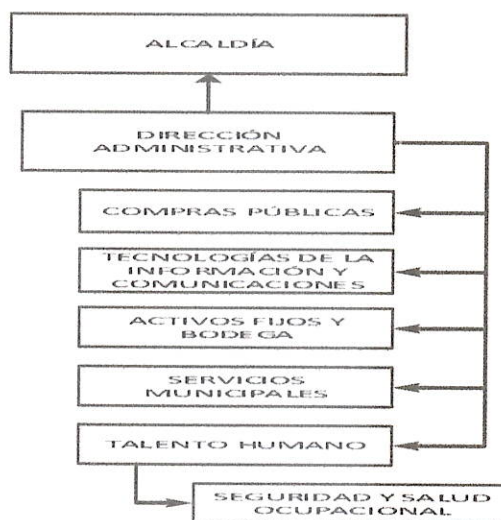 ALCALDÍA
DIRECCIÓN
ADMINISTRATIVA
COMPRAS PÚBLICAS
TECNOLOGÍAS DE LA
INFORMACIÓN Y
COMUNICACIONES
ACTIVOS FIJOS Y
BODEGA
SERVICIOS
MUNICIPALES
TALENTO HUMANO
SEGURIDAD Y SALUD
OCUPACIONAL